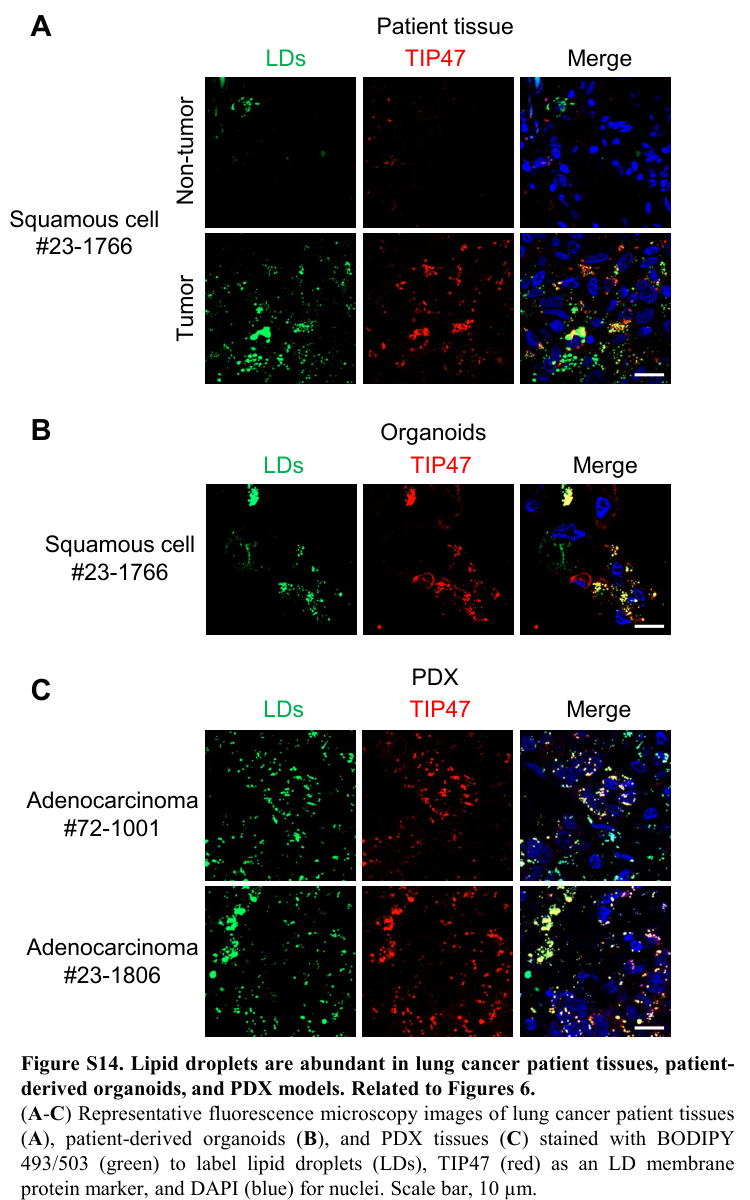 A
Patient tissue
LDs TIP47 Merge
Non-tumor
Squamous cell
#23-1766
Tumor
B
Organoids
LDs TIP47 Merge
Squamous cell
#23-1766
C
PDX
LDs TIP47 Merge
Adenocarcinoma
#72-1001
Adenocarcinoma
#23-1806
Figure S14. Lipid droplets are abundant in lung cancer patient tissues, patient-
derived organoids, and PDX models. Related to Figures 6.
(A-C) Representative fluorescence microscopy images of lung cancer patient tissues
(A), patient-derived organoids (B), and PDX tissues (C) stained with BODIPY
493/503 (green) to label lipid droplets (LDs), TIP47 (red) as an LD membrane
protein marker, and DAPI (blue) for nuclei. Scale bar, 10 µm.